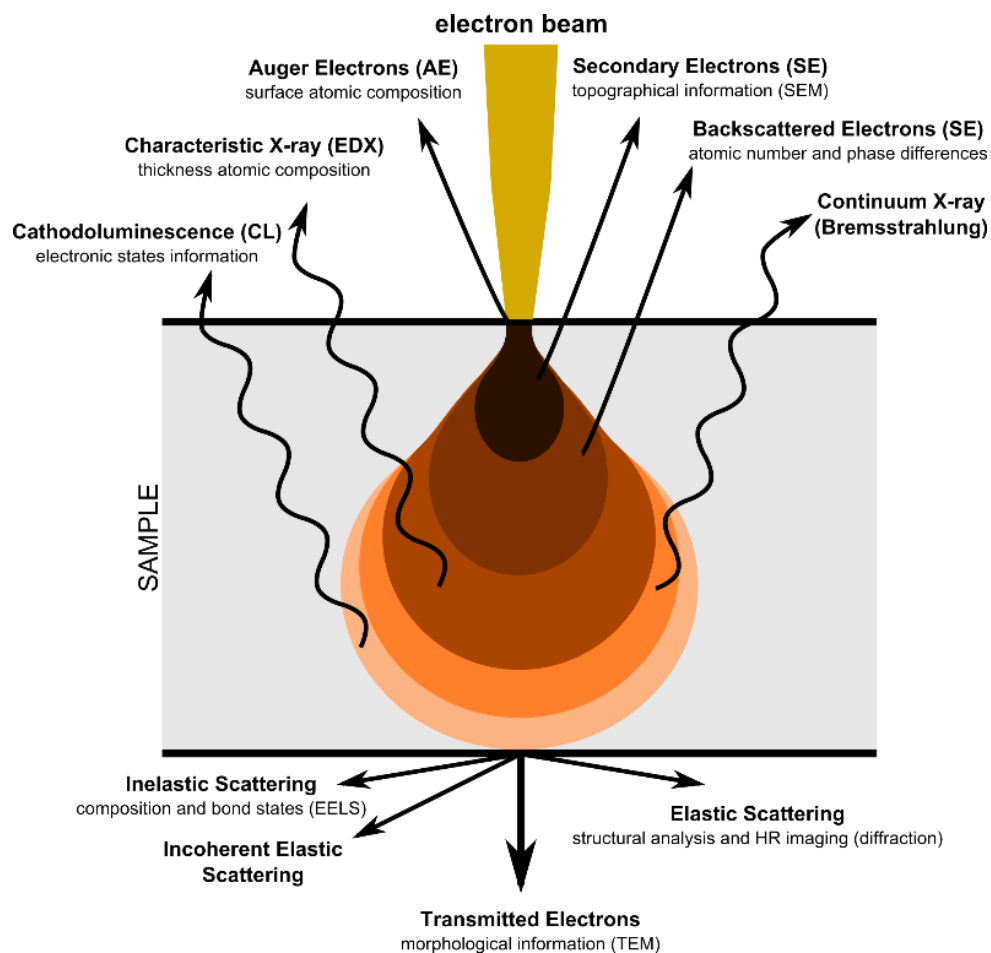 electron beam
Auger Electrons (AE)
surface atomic composition
Secondary Electrons (SE)
topographical information (SEM)
Characteristic X-ray (EDX)
thickness atomic composition
Backscattered Electrons (SE)
atomic number and phase differences
Cathodoluminescence (CL)
electronic states information
Continuum X-ray
(Bremsstrahlung)
SAMPLE
Inelastic Scattering
composition and bond states (EELS)
Incoherent Elastic
Scattering
Elastic Scattering
structural analysis and HR imaging (diffraction)
Transmitted Electrons
morphological information (TEM)